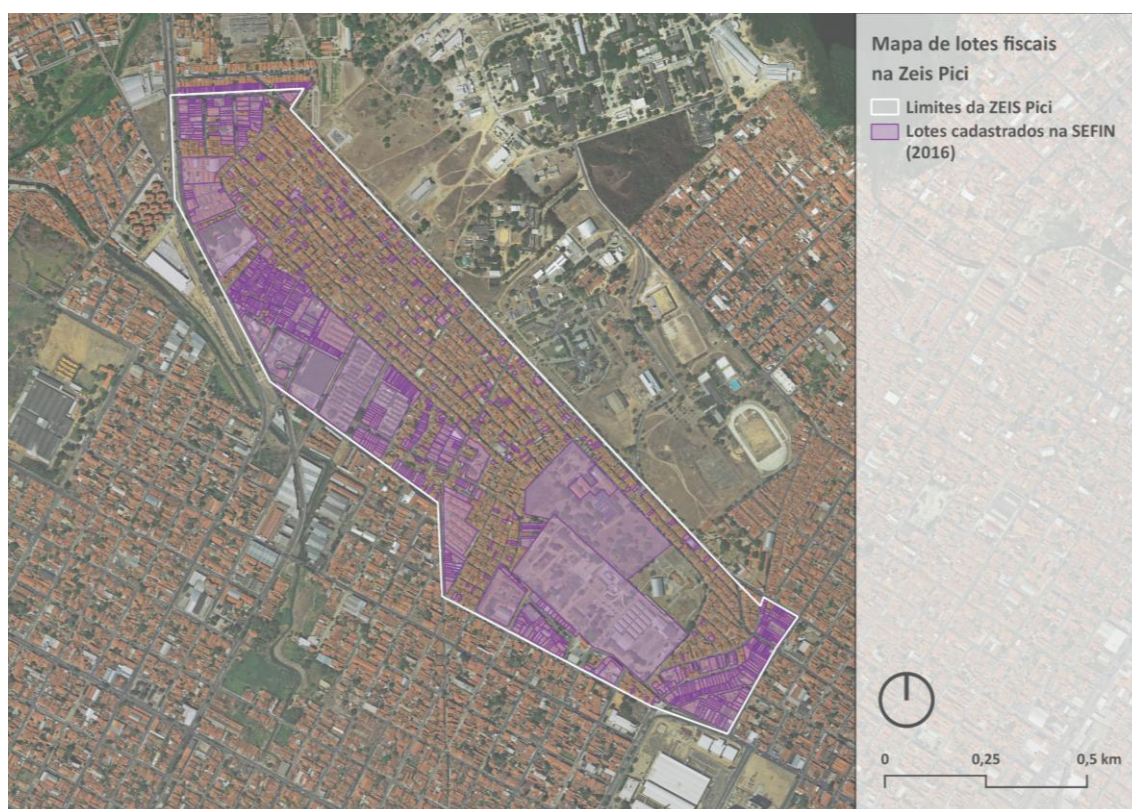 Mapa de lotes fiscais
na Zeis Pici
Limites da ZEIS Pici
Lotes cadastrados na SEFIN
(2016)
0 0,25 0,5 km